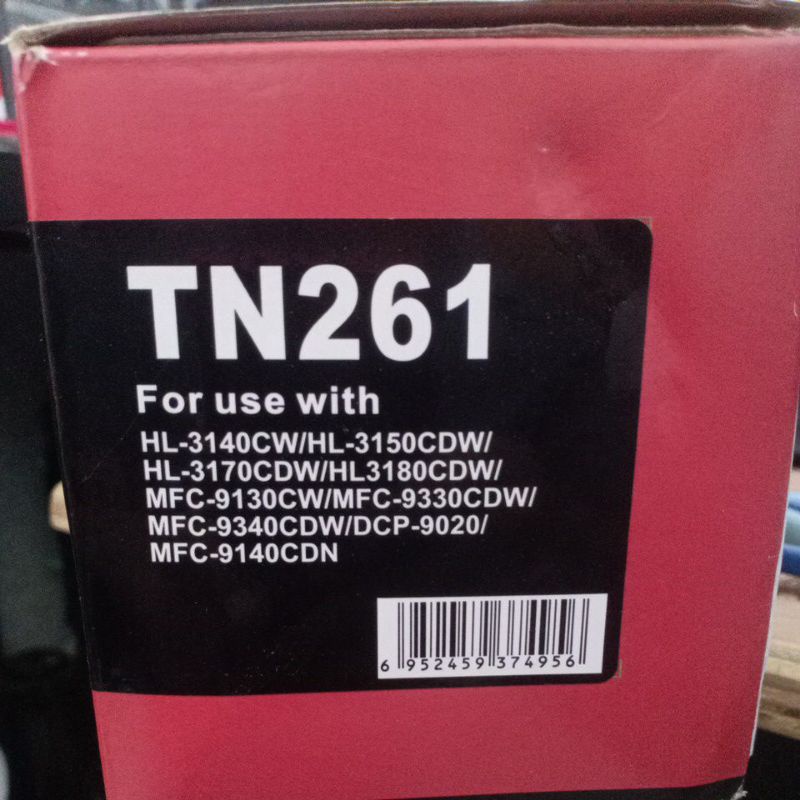 TN261
For use with
HL-3140CW/HL-3150CDW/
HL-3170CDW/HL3180CDW/
MFC-9130CW/MFC-9330CDW/
MFC-9340CDW/DCP-9020/
MFC-9140CDN
6 952459 374956